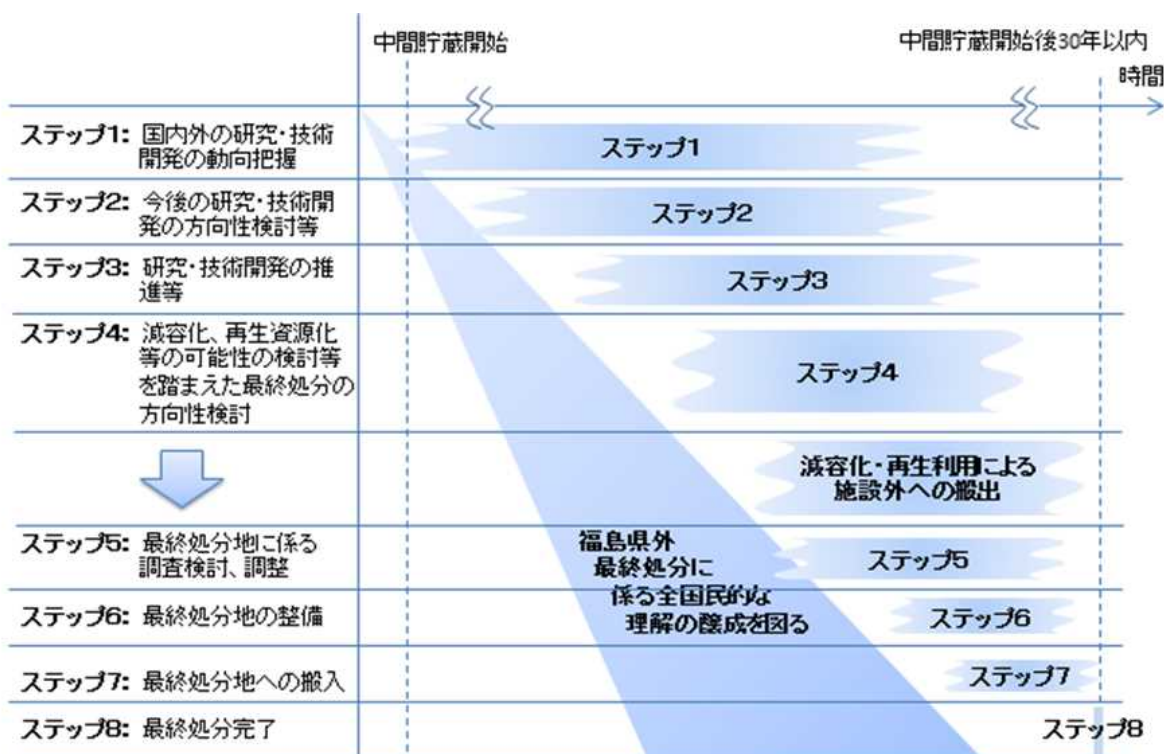 中間貯蔵開始
中間貯蔵開始後30年以内
時間
ステップ1: 国内外の研究・技術
開発の動向把握
ステップ1
ステップ2: 今後の研究・技術開
発の方向性検討等
ステップ2
ステップ3: 研究・技術開発の推
進等
ステップ3
ステップ4: 減容化、再生資源化
等の可能性の検討等
を踏まえた最終処分の
方向性検討
ステップ4
減容化・再生利用による
施設外への搬出
ステップ5: 最終処分地に係る
調査検討、調整
福島県外
最終処分に
係る全国民的な
理解の醸成を図る
ステップ5
ステップ6: 最終処分地の整備
ステップ6
ステップ7: 最終処分地への搬入
ステップ7
ステップ8: 最終処分完了
ステップ8